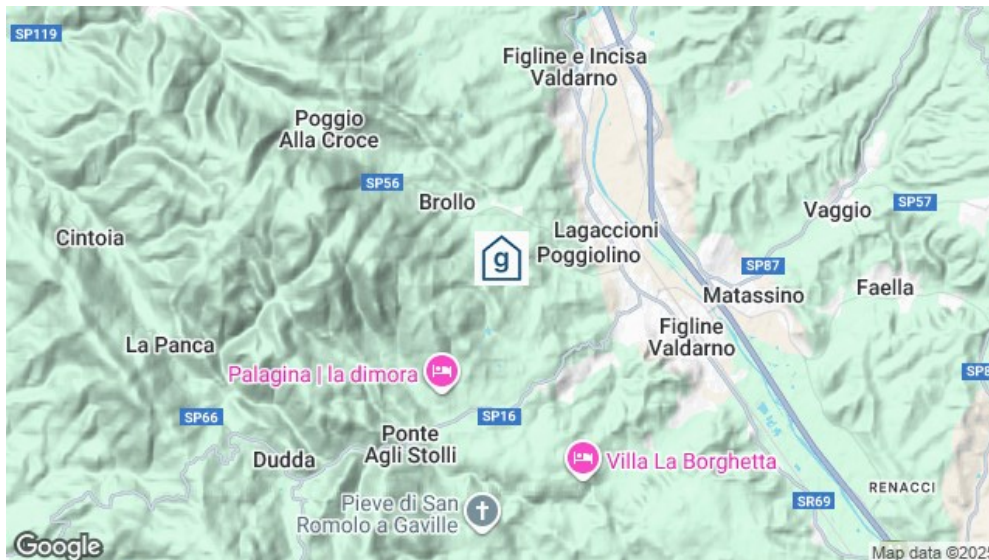 SP119
Figline e Incisa
Valdarno
Poggio
Alla Croce
SP56
Brollo
Vaggio
SP57
Cintoia
Lagaccioni
Poggiolino
g
SP87
Faella
Matassino
La Panca
Figline
Valdarno
Palagina | la dimora
SP8
SP66
SP16
Ponte
Agli Stolli
Dudda
Villa La Borghetta
RENACCI
Pieve di San
Romolo a Gaville
SR69
Google
Map data ©202